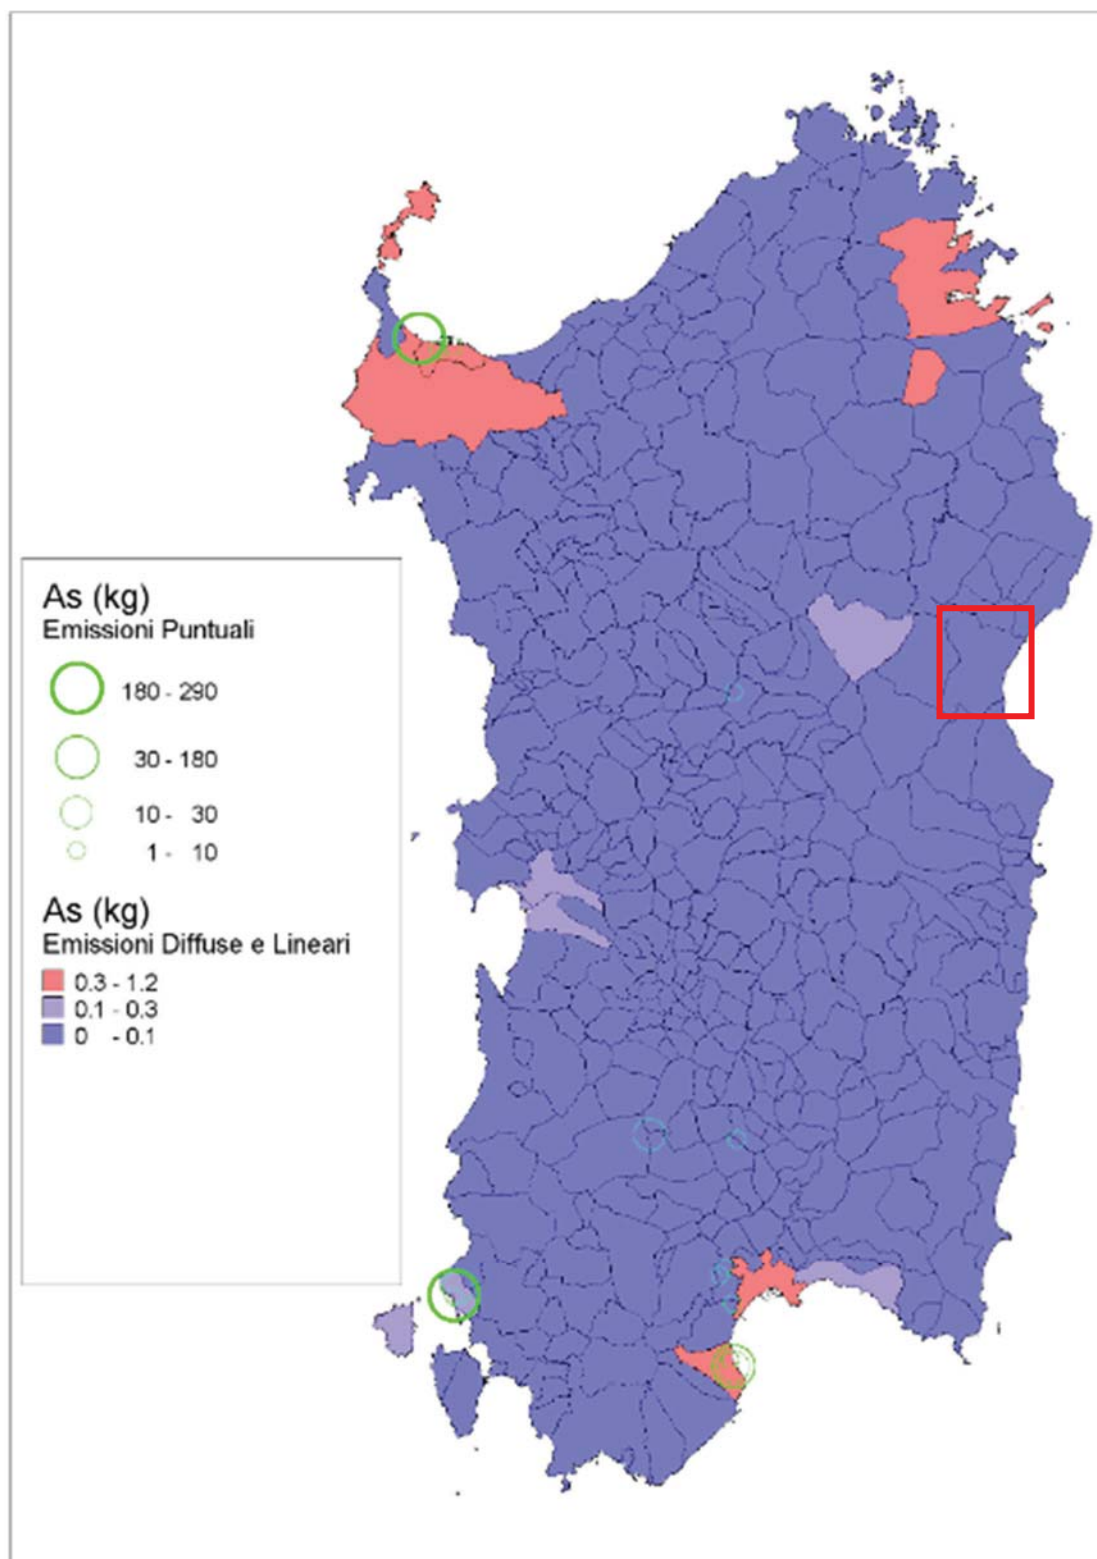 As (kg)
Emissioni Puntuali
180 - 290
30 - 180
10 - 30
1 - 10
As (kg)
Emissioni Diffuse e Lineari
0.3 - 1.2
0.1 - 0.3
0 - 0.1